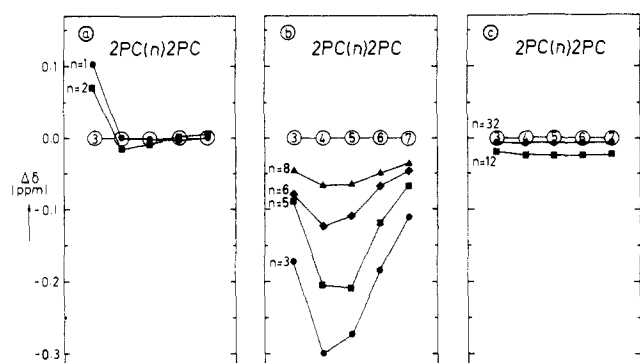 a
2PC(n)2PC
n=1
n=2
3
0.1
0.0
-0.1
-0.2
-0.3
Δδ
[ppm]
b
2PC(n)2PC
3 4 5 6 7
n=8
n=6
n=5
n=3
c
2PC(n)2PC
n=32
3 4 5 6 7
n=12